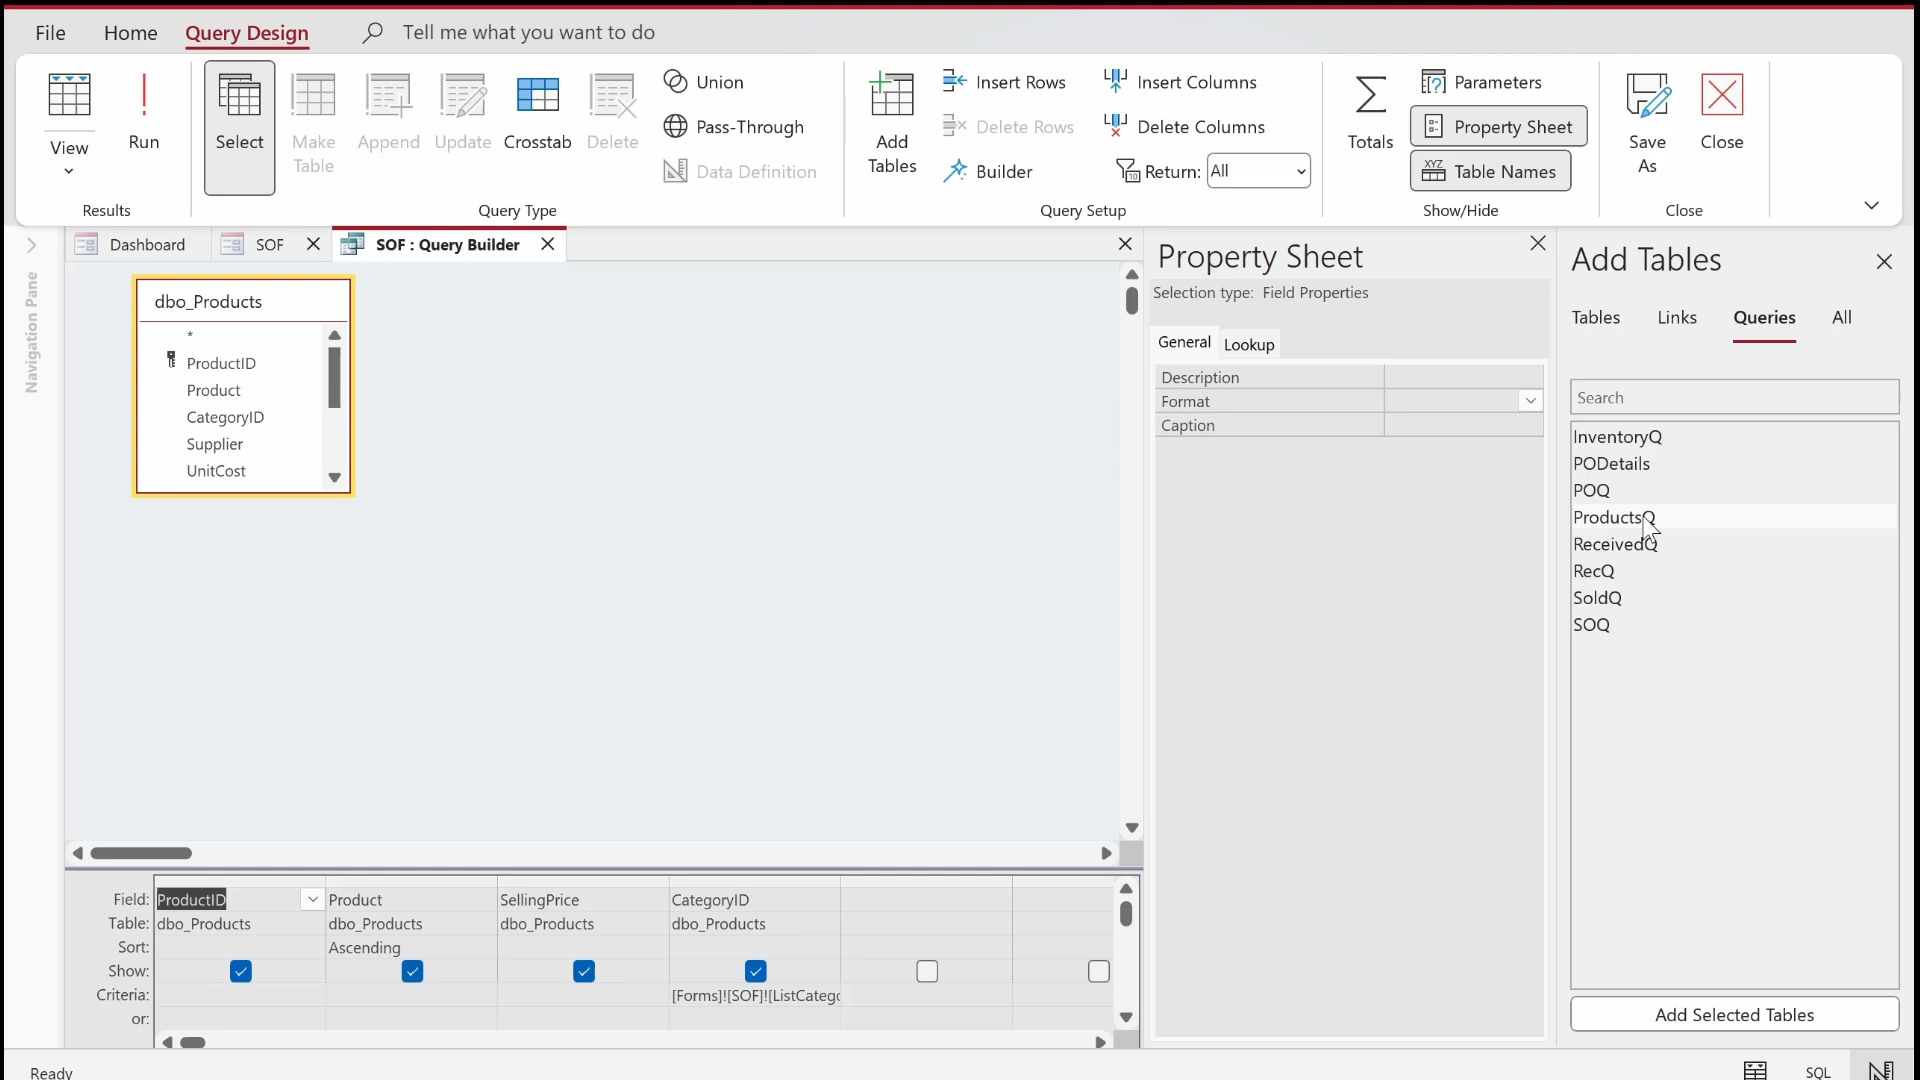 File
Home
Query Design
Tell me what you want to do
View
Run
Results
Select
Make Table
Append
Update
Crosstab
Delete
Union
Pass-Through
Data Definition
Query Type
Add Tables
Insert Rows
Delete Rows
Builder
Insert Columns
Delete Columns
Return: All
Query Setup
Totals
Parameters
Property Sheet
XYZ
Table Names
Show/Hide
Save As
Close
Close
Navigation Pane
Dashboard
SOF
SOF : Query Builder
dbo_Products
*
ProductID
Product
CategoryID
Supplier
UnitCost
Property Sheet
Selection type: Field Properties
General
Lookup
Description
Format
Caption
Add Tables
Tables
Links
Queries
All
Search
InventoryQ
PODetails
POQ
ProductsQ
ReceivedQ
RecQ
SoldQ
SOQ
Add Selected Tables
Field: ProductID Product SellingPrice CategoryID
Table: dbo_Products dbo_Products dbo_Products dbo_Products
Sort: Ascending
Show:
Criteria: [Forms]![SOF]![ListCatego
or:
Ready
SQL